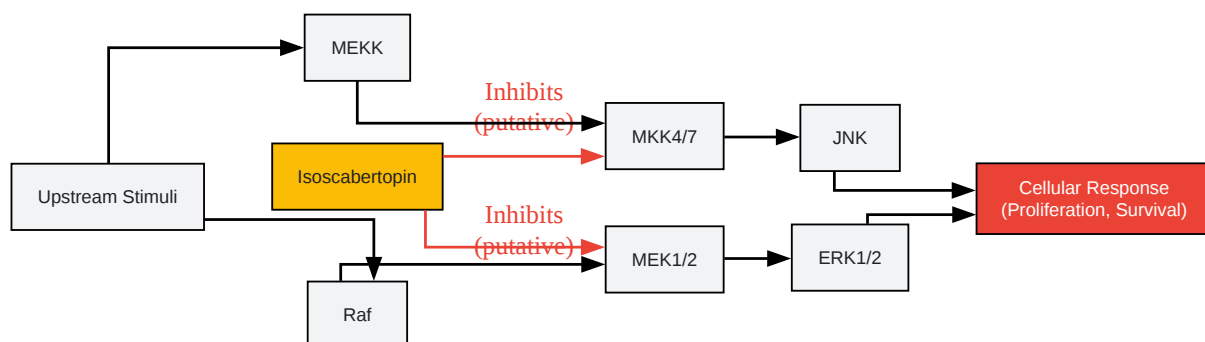 MEKK
Inhibits
(putative)
MKK4/7
JNK
Isoscabertopin
Upstream Stimuli
Cellular Response
(Proliferation, Survival)
Inhibits
(putative)
MEK1/2
ERK1/2
Raf